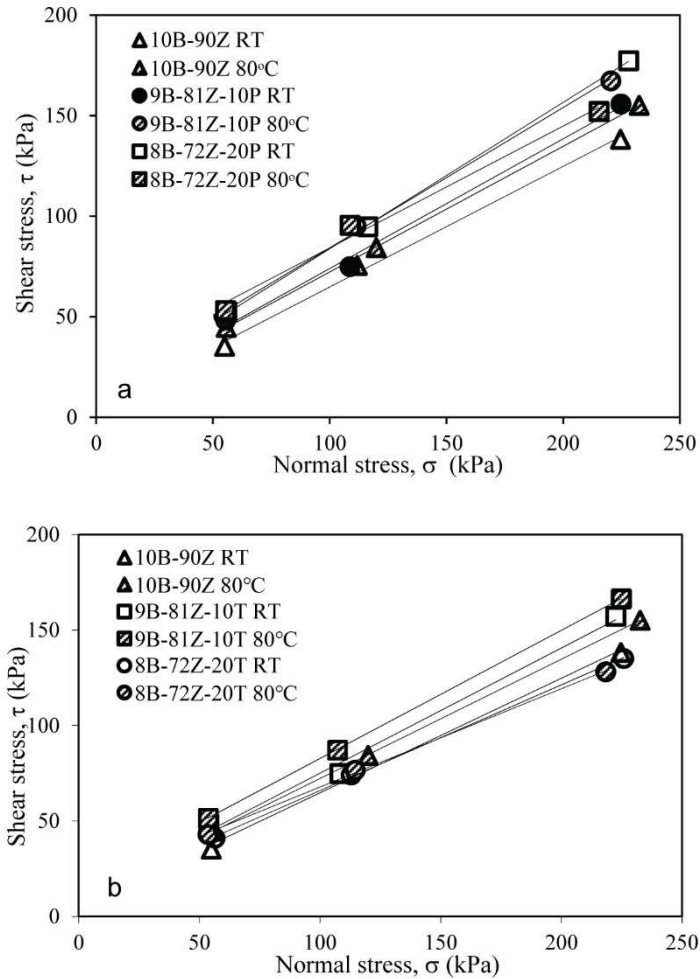 200
150
100
50
0
Shear stress, τ (kPa)
10B-90Z RT
10B-90Z 80°C
9B-81Z-10P RT
9B-81Z-10P 80°C
8B-72Z-20P RT
8B-72Z-20P 80°C
a
0 50 100 150 200 250
Normal stress, σ (kPa)
200
150
100
50
0
Shear stress, τ (kPa)
10B-90Z RT
10B-90Z 80°C
9B-81Z-10T RT
9B-81Z-10T 80°C
8B-72Z-20T RT
8B-72Z-20T 80°C
b
0 50 100 150 200 250
Normal stress, σ (kPa)